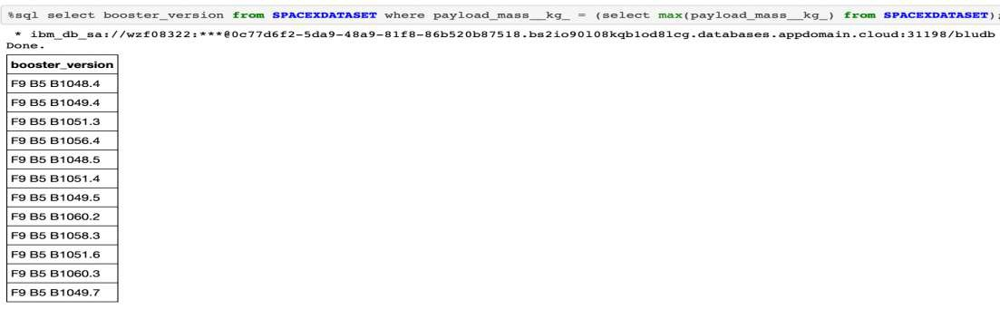 %sql select booster_version from SPACEXDATASET where payload_mass__kg_ = (select max(payload_mass__kg_) from SPACEXDATASET);
* ibm_db_sa://wzf08322:***@0c77d6f2-5da9-48a9-81f8-86b520b87518.bs2io90l08kqb1od8lcg.databases.appdomain.cloud:31198/bludb
Done.
booster_version
F9 B5 B1048.4
F9 B5 B1049.4
F9 B5 B1051.3
F9 B5 B1056.4
F9 B5 B1048.5
F9 B5 B1051.4
F9 B5 B1049.5
F9 B5 B1060.2
F9 B5 B1058.3
F9 B5 B1051.6
F9 B5 B1060.3
F9 B5 B1049.7